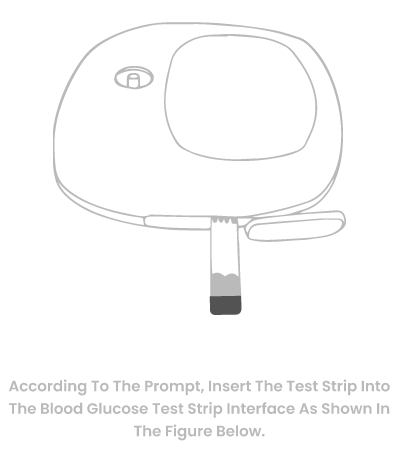 According To The Prompt, Insert The Test Strip Into
The Blood Glucose Test Strip Interface As Shown In
The Figure Below.